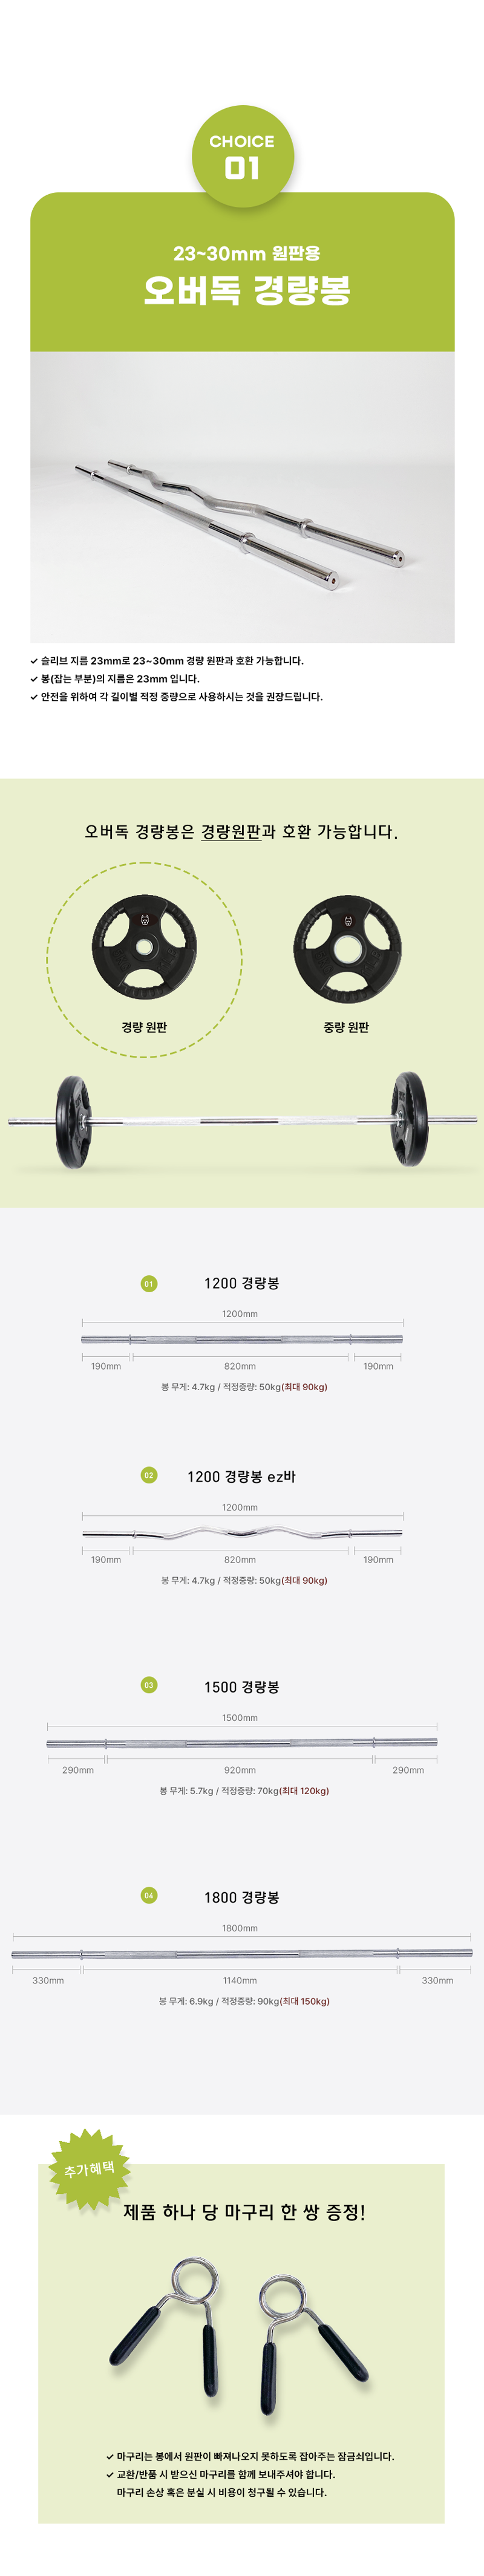 CHOICE
01
23~30mm 원판용
오버독 경량봉
✓ 슬리브 지름 23mm로 23~30mm 경량 원판과 호환 가능합니다.
✓ 봉(잡는 부분)의 지름은 23mm 입니다.
✓ 안전을 위하여 각 길이별 적정 중량으로 사용하시는 것을 권장드립니다.
오버독 경량봉은 경량원판과 호환 가능합니다.
경량 원판
중량 원판
01 1200 경량봉
1200mm
190mm 820mm 190mm
봉 무게: 4.7kg / 적정중량: 50kg(최대 90kg)
02 1200 경량봉 ez바
1200mm
190mm 820mm 190mm
봉 무게: 4.7kg / 적정중량: 50kg(최대 90kg)
03 1500 경량봉
1500mm
290mm 920mm 290mm
봉 무게: 5.7kg / 적정중량: 70kg(최대 120kg)
04 1800 경량봉
1800mm
330mm 1140mm 330mm
봉 무게: 6.9kg / 적정중량: 90kg(최대 150kg)
추가혜택
제품 하나 당 마구리 한 쌍 증정!
✓ 마구리는 봉에서 원판이 빠져나오지 못하도록 잡아주는 잠금쇠입니다.
✓ 교환/반품 시 받으신 마구리를 함께 보내주셔야 합니다.
마구리 손상 혹은 분실 시 비용이 청구될 수 있습니다.